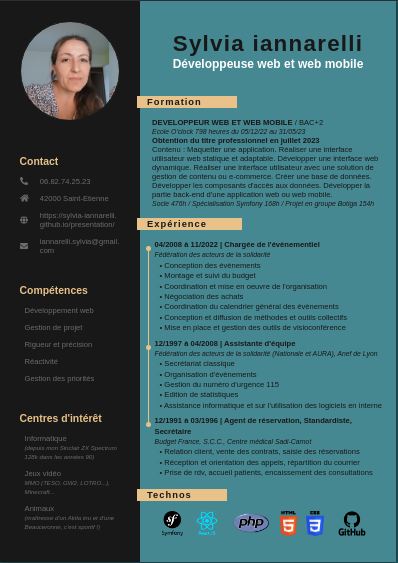 Sylvia iannarelli
Développeuse web et web mobile
Contact
06.82.74.25.23
42000 Saint-Etienne
https://sylvia-iannarelli.
github.io/presentation/
iannarelli.sylvia@gmail.
com
Compétences
Développement web
Gestion de projet
Rigueur et précision
Réactivité
Gestion des priorités
Centres d'intérêt
Informatique
(depuis mon Sinclair ZX Spectrum
128k dans les années 90)
Jeux vidéo
MMO (TESO, GW2, LOTRO...),
Minecraft...
Animaux
(maîtresse d'un Akita inu et d'une
Beauceronne, c'est sportif !)
Formation
DEVELOPPEUR WEB ET WEB MOBILE / BAC+2
Ecole O'clock 798 heures du 05/12/22 au 31/05/23
Obtention du titre professionnel en juillet 2023
Contenu : Maquetter une application. Réaliser une interface
utilisateur web statique et adaptable. Développer une interface web
dynamique. Réaliser une interface utilisateur avec une solution de
gestion de contenu ou e-commerce. Créer une base de données.
Développer les composants d'accès aux données. Développer la
partie back-end d'une application web ou web mobile.
Socle 476h / Spécialisation Symfony 168h / Projet en groupe Botiga 154h
Expérience
04/2008 à 11/2022 | Chargée de l'événementiel
Fédération des acteurs de la solidarité
• Conception des évènements
• Montage et suivi du budget
• Coordination et mise en oeuvre de l'organisation
• Négociation des achats
• Coordination du calendrier général des évènements
• Conception et diffusion de méthodes et outils collectifs
• Mise en place et gestion des outils de visioconférence
12/1997 à 04/2008 | Assistante d'équipe
Fédération des acteurs de la solidarité (Nationale et AURA), Anef de Lyon
• Secrétariat classique
• Organisation d'évènements
• Gestion du numéro d'urgence 115
• Edition de statistiques
• Assistance informatique et sur l'utilisation des logiciels en interne
12/1991 à 03/1996 | Agent de réservation, Standardiste,
Secrétaire
Budget France, S.C.C., Centre médical Sadi-Carnot
• Relation client, vente des contrats, saisie des réservations
• Réception et orientation des appels, répartition du courrier
• Prise de rdv, accueil patients, encaissement des consultations
Technos
sf
Symfony
React JS
php
HTML
5
CSS
3
GitHub